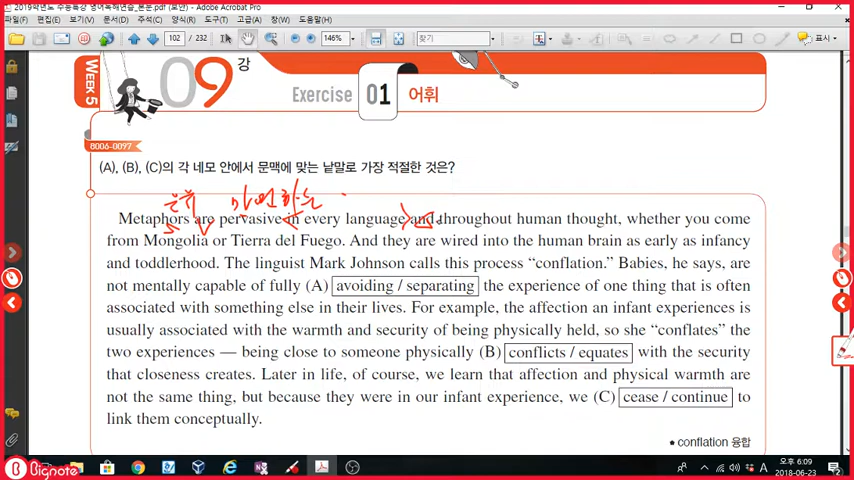 2019학년도 수능특강 영어독해연습_본문.pdf (보안) - Adobe Acrobat Pro
파일(F) 편집(E) 보기(V) 문서(D) 주석(C) 양식(R) 도구(T) 고급(A) 창(W) 도움말(H)
102 / 232 146% 찾기 표시
WEEK 5 09 강 Exercise 01 어휘
8006-0097
(A), (B), (C)의 각 네모 안에서 문맥에 맞는 낱말로 가장 적절한 것은?
은유 만연하는
Metaphors are pervasive in every language and throughout human thought, whether you come
from Mongolia or Tierra del Fuego. And they are wired into the human brain as early as infancy
and toddlerhood. The linguist Mark Johnson calls this process “conflation.” Babies, he says, are
not mentally capable of fully (A) avoiding / separating the experience of one thing that is often
associated with something else in their lives. For example, the affection an infant experiences is
usually associated with the warmth and security of being physically held, so she “conflates” the
two experiences — being close to someone physically (B) conflicts / equates with the security
that closeness creates. Later in life, of course, we learn that affection and physical warmth are
not the same thing, but because they were in our infant experience, we (C) cease / continue to
link them conceptually.
conflation 융합
Bignote
A 오후 6:09
2018-06-23